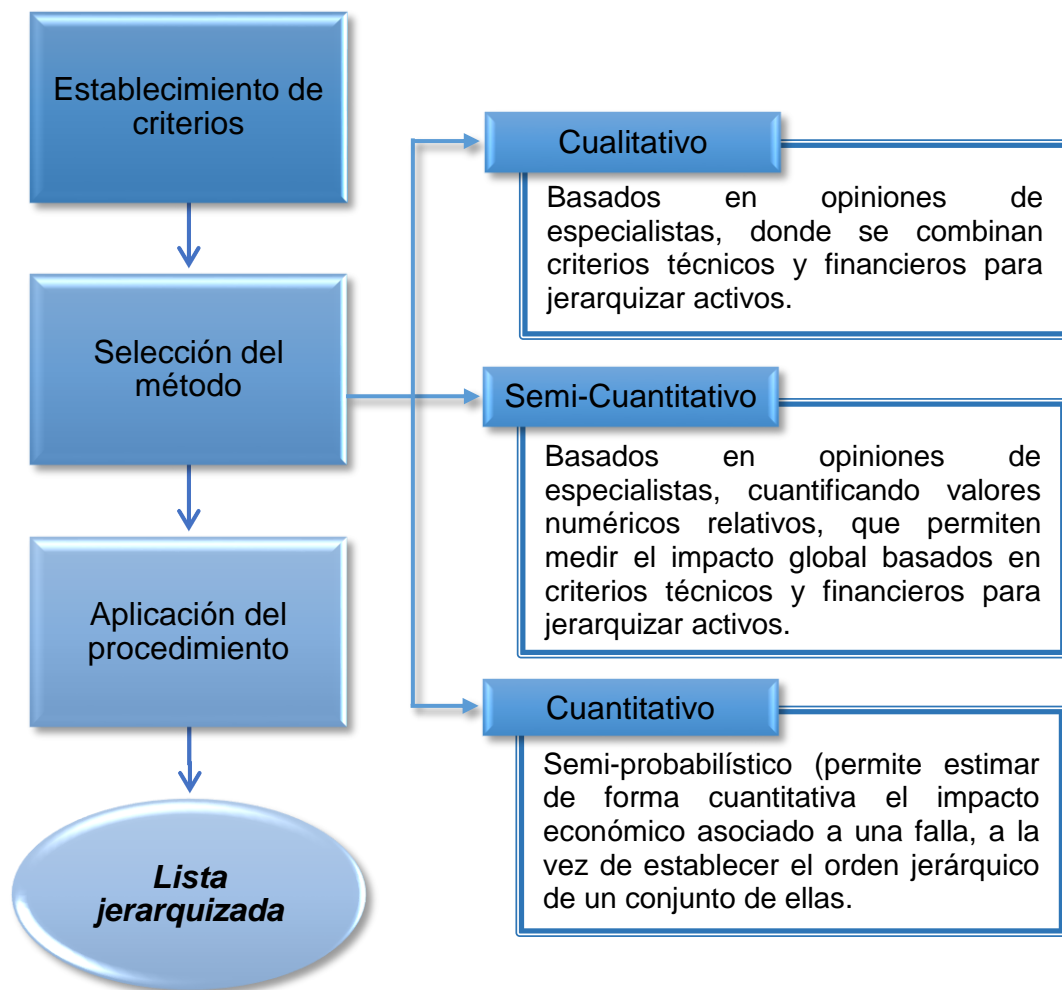 Establecimiento de
criterios
Selección del
método
Aplicación del
procedimiento
Lista
jerarquizada
Cualitativo
Basados en opiniones de
especialistas, donde se combinan
criterios técnicos y financieros para
jerarquizar activos.
Semi-Cuantitativo
Basados en opiniones de
especialistas, cuantificando valores
numéricos relativos, que permiten
medir el impacto global basados en
criterios técnicos y financieros para
jerarquizar activos.
Cuantitativo
Semi-probabilístico (permite estimar
de forma cuantitativa el impacto
económico asociado a una falla, a la
vez de establecer el orden jerárquico
de un conjunto de ellas.